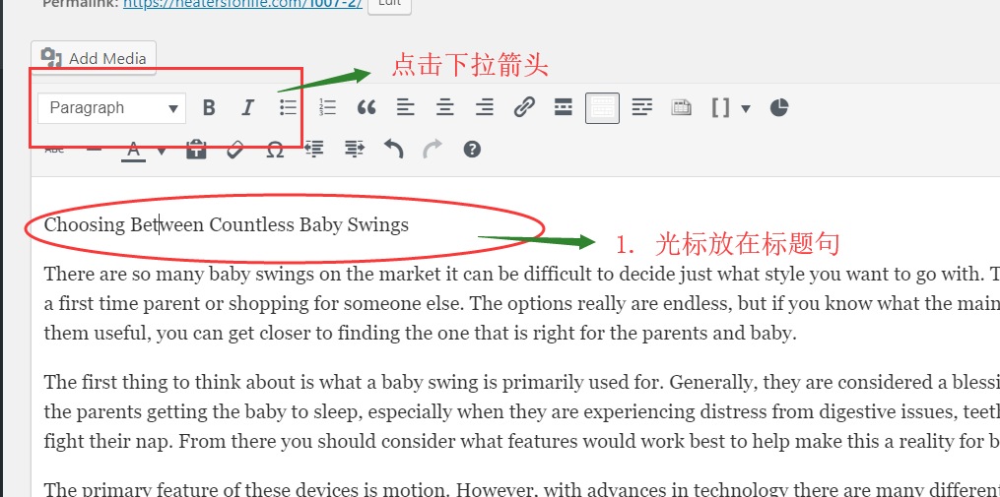 Permalink: https://heatersforlife.com/1007-2/ Edit
Add Media
点击下拉箭头
Paragraph
B I
ABC A
Choosing Between Countless Baby Swings
1. 光标放在标题句
There are so many baby swings on the market it can be difficult to decide just what style you want to go with. T
a first time parent or shopping for someone else. The options really are endless, but if you know what the main
them useful, you can get closer to finding the one that is right for the parents and baby.
The first thing to think about is what a baby swing is primarily used for. Generally, they are considered a blessi
the parents getting the baby to sleep, especially when they are experiencing distress from digestive issues, teeth
fight their nap. From there you should consider what features would work best to help make this a reality for b
The primary feature of these devices is motion. However, with advances in technology there are many different